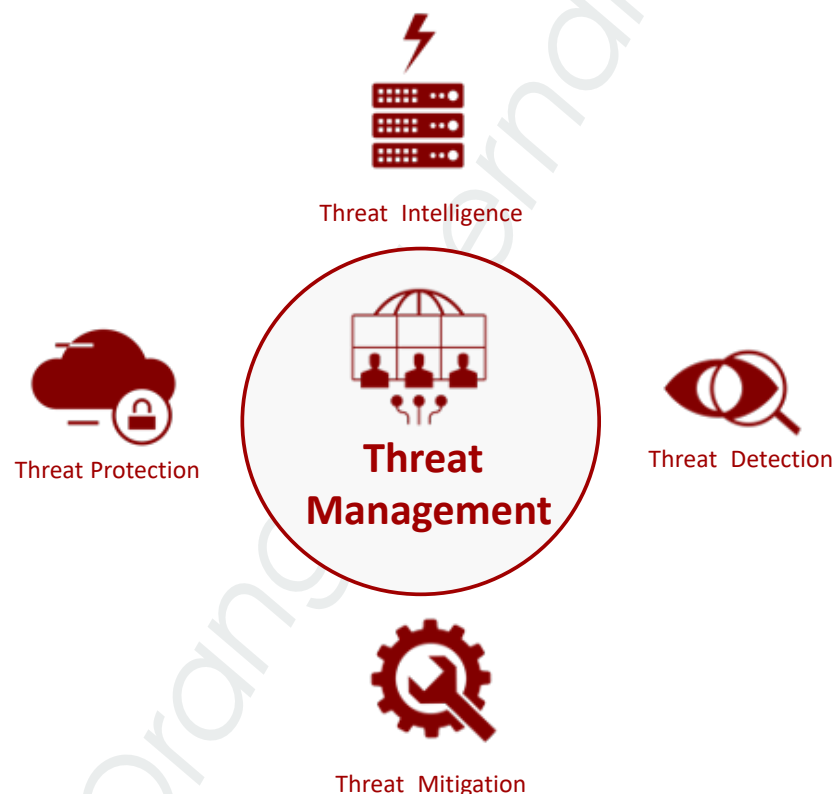 Threat Intelligence
Threat Protection
Threat
Management
Threat Detection
Threat Mitigation